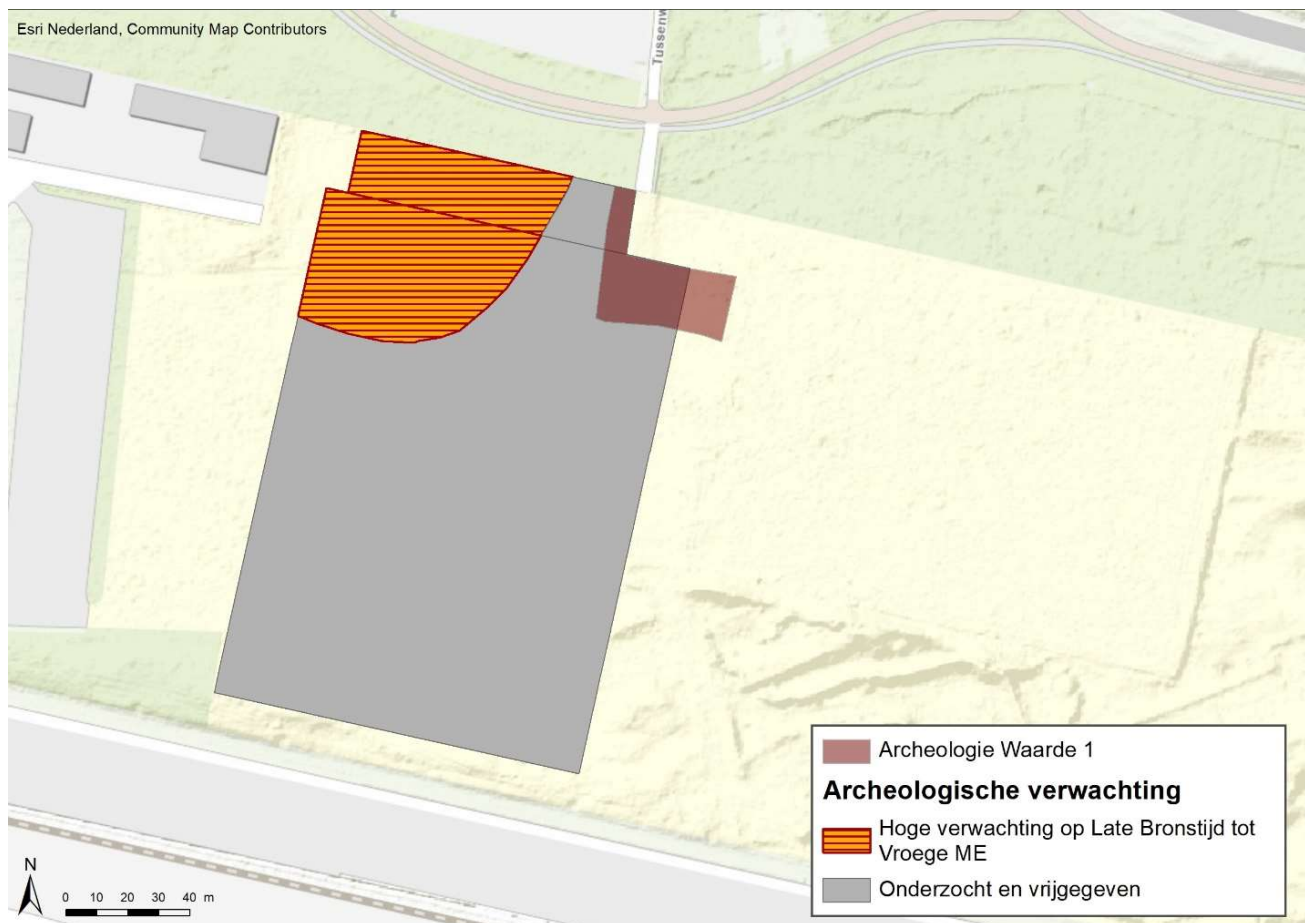 Esri Nederland, Community Map Contributors
Tussenw
Archeologie Waarde 1
Archeologische verwachting
Hoge verwachting op Late Bronstijd tot
Vroege ME
Onderzocht en vrijgegeven
N
0 10 20 30 40 m